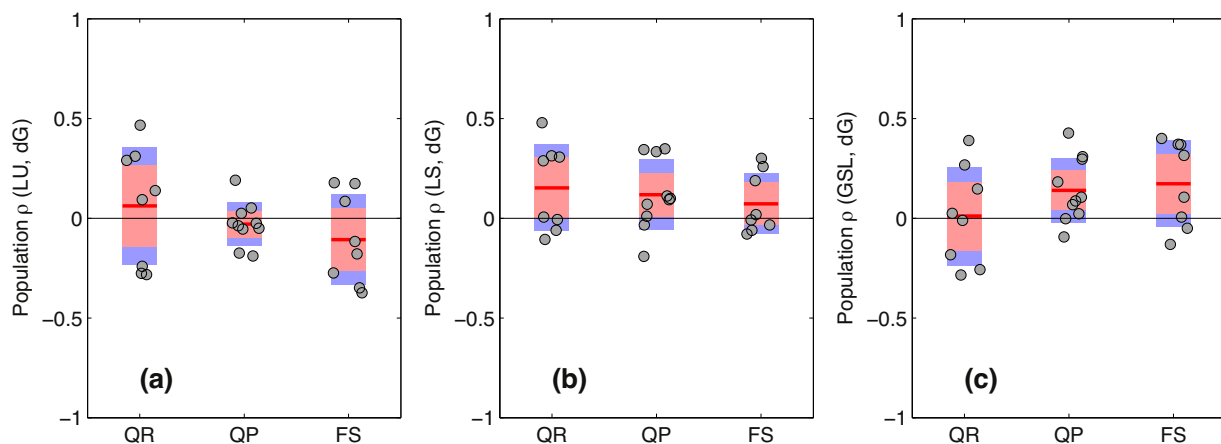 Population ρ (LU, dG)
1
0.5
0
−0.5
−1
(a)
QR QP FS
Population ρ (LS, dG)
1
0.5
0
−0.5
−1
(b)
QR QP FS
Population ρ (GSL, dG)
1
0.5
0
−0.5
−1
(c)
QR QP FS